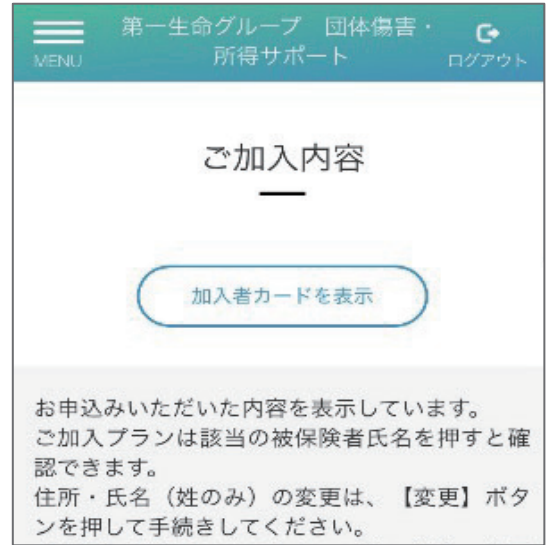 第一生命グループ 団体傷害・
所得サポート
MENU
ログアウト
ご加入内容
加入者カードを表示
お申込みいただいた内容を表示しています。
ご加入プランは該当の被保険者氏名を押すと確
認できます。
住所・氏名（姓のみ）の変更は、【変更】ボタ
ンを押して手続きしてください。